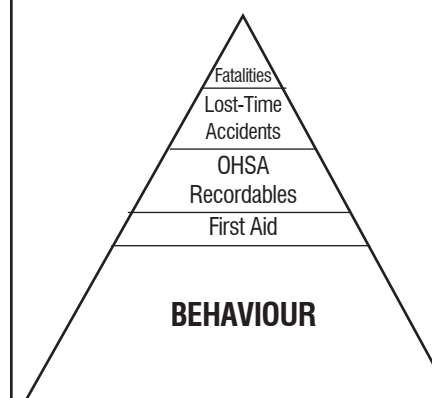 Fatalities
Lost-Time
Accidents
OHSA
Recordables
First Aid
BEHAVIOUR